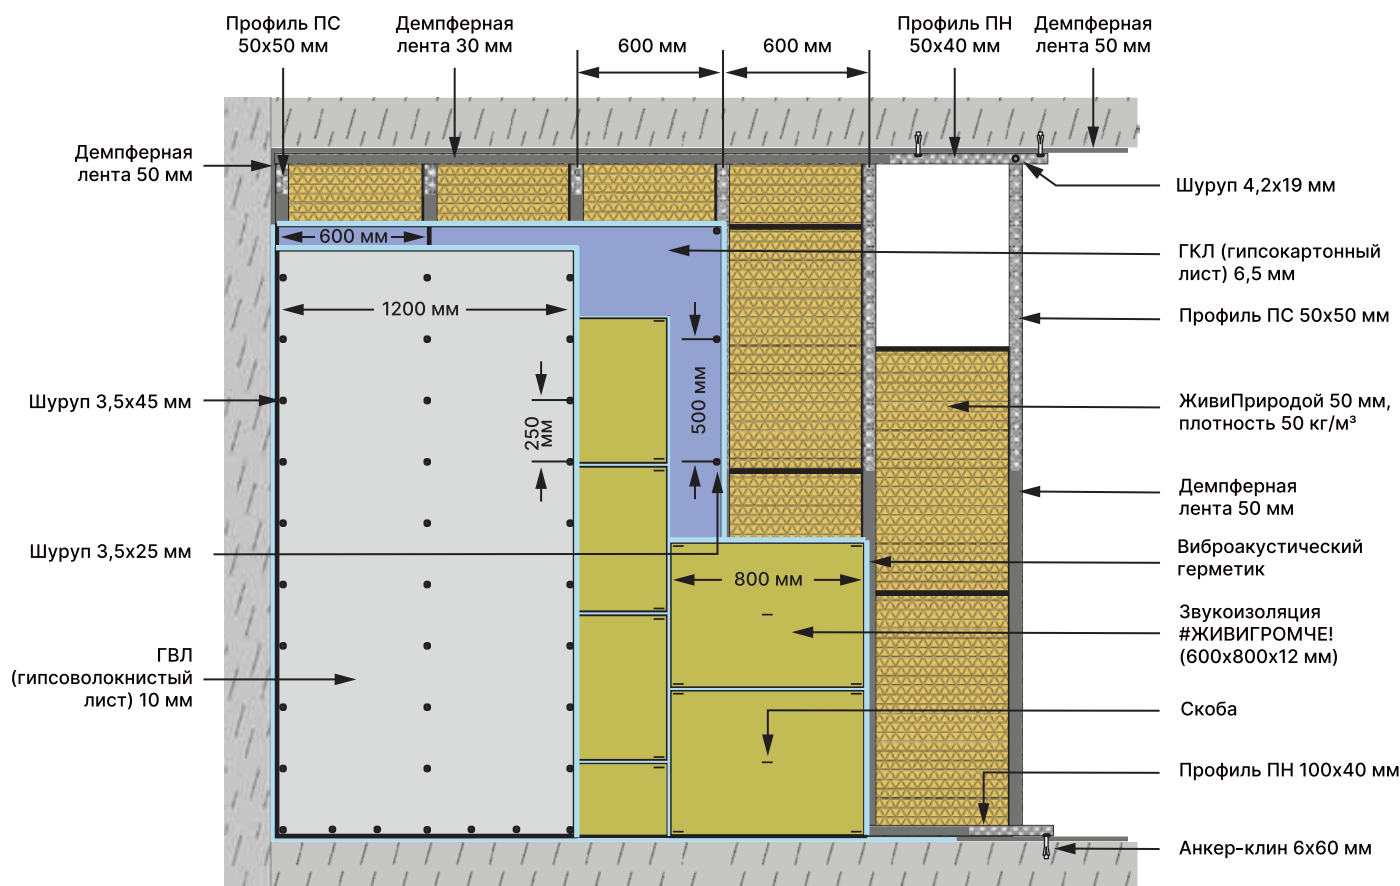 Профиль ПС
50х50 мм
Демпферная
лента 30 мм
600 мм
600 мм
Профиль ПН
50х40 мм
Демпферная
лента 50 мм
Демпферная
лента 50 мм
Шуруп 4,2х19 мм
600 мм
ГКЛ (гипсокартонный
лист) 6,5 мм
1200 мм
Профиль ПС 50х50 мм
Шуруп 3,5х45 мм
250
мм
500 мм
ЖивиПриродой 50 мм,
плотность 50 кг/м³
Демпферная
лента 50 мм
Шуруп 3,5х25 мм
Виброакустический
герметик
800 мм
Звукоизоляция
#ЖИВИГРОМЧЕ!
(600х800х12 мм)
ГВЛ
(гипсоволокнистый
лист) 10 мм
Скоба
Профиль ПН 100х40 мм
Анкер-клин 6х60 мм